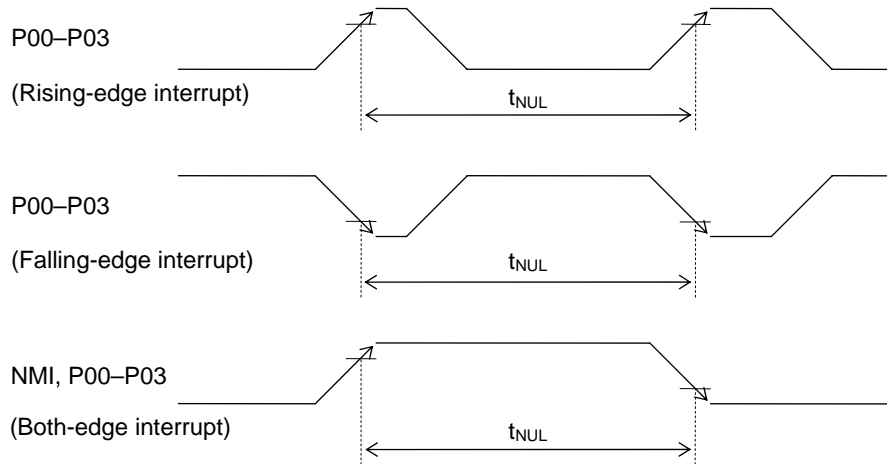 P00–P03
(Rising-edge interrupt)
tNUL
P00–P03
(Falling-edge interrupt)
tNUL
NMI, P00–P03
(Both-edge interrupt)
tNUL